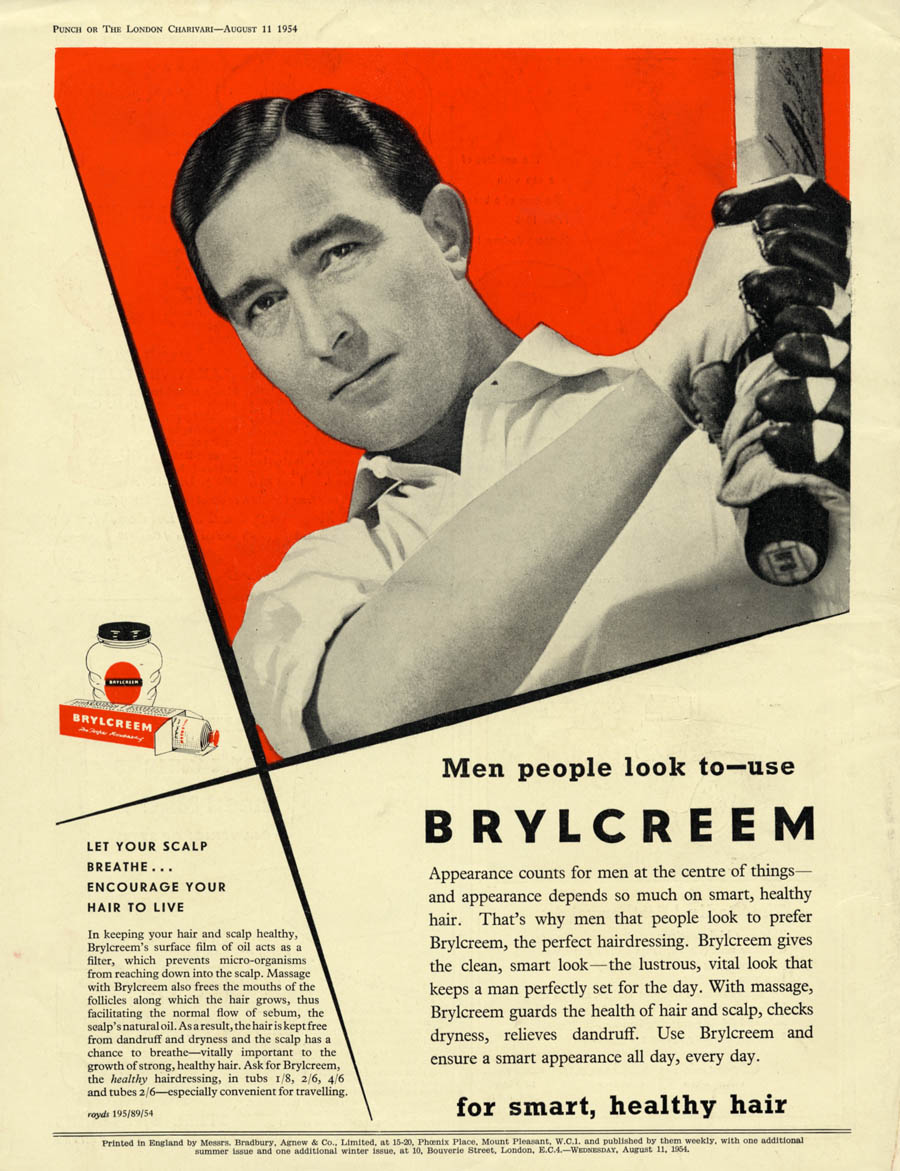 PUNCH OR THE LONDON CHARIVARI—AUGUST 11 1954
BRYLCREEM
BRYLCREEM
Men people look to—use
BRYLCREEM
Appearance counts for men at the centre of things—
and appearance depends so much on smart, healthy
hair. That's why men that people look to prefer
Brylcreem, the perfect hairdressing. Brylcreem gives
the clean, smart look—the lustrous, vital look that
keeps a man perfectly set for the day. With massage,
Brylcreem guards the health of hair and scalp, checks
dryness, relieves dandruff. Use Brylcreem and
ensure a smart appearance all day, every day.
for smart, healthy hair
LET YOUR SCALP
BREATHE...
ENCOURAGE YOUR
HAIR TO LIVE
In keeping your hair and scalp healthy,
Brylcreem's surface film of oil acts as a
filter, which prevents micro-organisms
from reaching down into the scalp. Massage
with Brylcreem also frees the mouths of the
follicles along which the hair grows, thus
facilitating the normal flow of sebum, the
scalp's natural oil. As a result, the hair is kept free
from dandruff and dryness and the scalp has a
chance to breathe—vitally important to the
growth of strong, healthy hair. Ask for Brylcreem,
the healthy hairdressing, in tubs 1/8, 2/6, 4/6
and tubes 2/6—especially convenient for travelling.
royds 195/89/54
Printed in England by Messrs. Bradbury, Agnew & Co., Limited, at 15-20, Phœnix Place, Mount Pleasant, W.C.1. and published by them weekly, with one additional
summer issue and one additional winter issue, at 10, Bouverie Street, London, E.C.4.—WEDNESDAY, August 11, 1954.